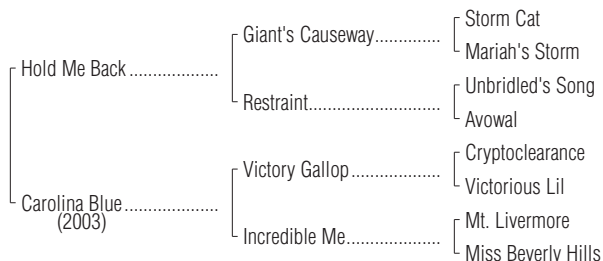 Storm Cat
Giant's Causeway..............
Mariah's Storm
Hold Me Back ...................
Unbridled's Song
Restraint............................
Avowal
Cryptoclearance
Victory Gallop ...................
Victorious Lil
Carolina Blue ....................
(2003)
Mt. Livermore
Incredible Me....................
Miss Beverly Hills